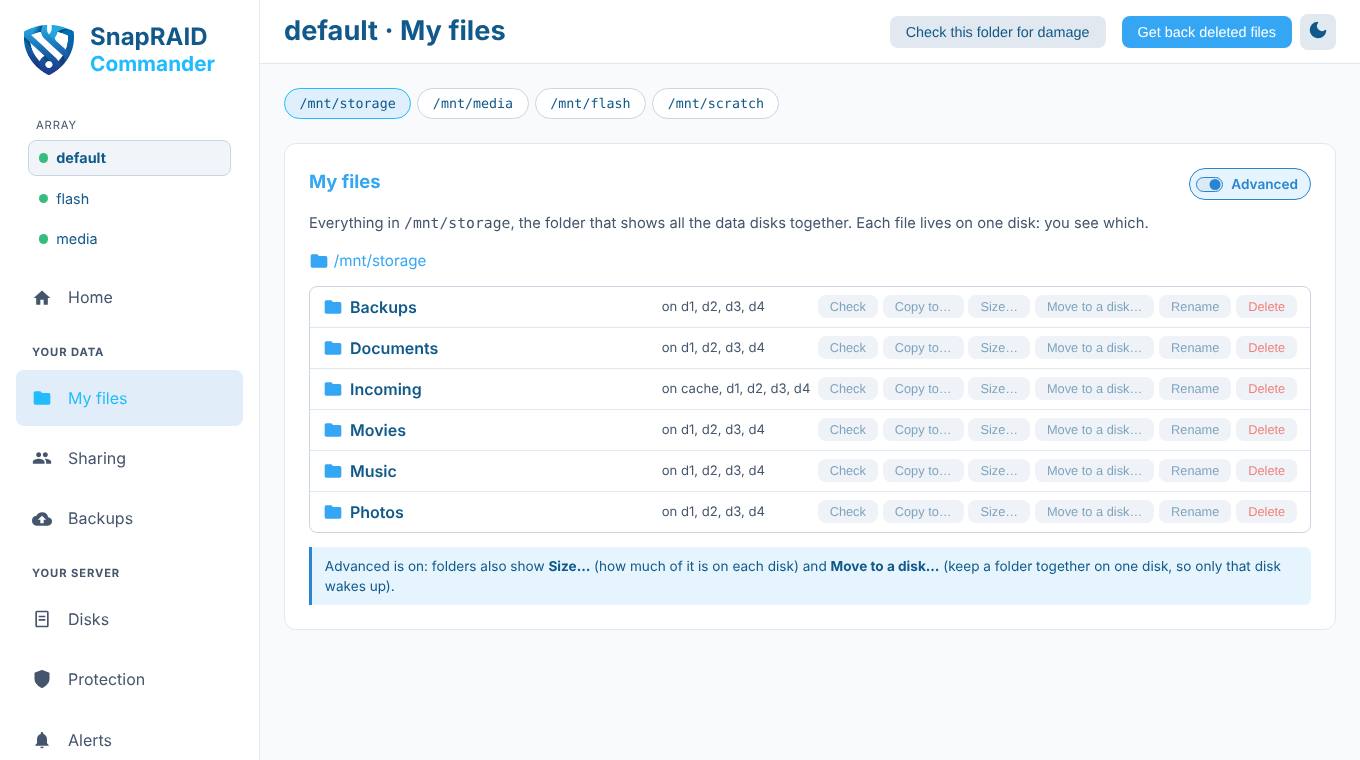 SnapRAID
Commander
default · My files
Check this folder for damage
Get back deleted files
ARRAY
default
flash
media
Home
YOUR DATA
My files
Sharing
Backups
YOUR SERVER
Disks
Protection
Alerts
/mnt/storage
/mnt/media
/mnt/flash
/mnt/scratch
My files
Advanced
Everything in /mnt/storage, the folder that shows all the data disks together. Each file lives on one disk: you see which.
/mnt/storage
Backups on d1, d2, d3, d4 Check Copy to… Size… Move to a disk… Rename Delete
Documents on d1, d2, d3, d4 Check Copy to… Size… Move to a disk… Rename Delete
Incoming on cache, d1, d2, d3, d4 Check Copy to… Size… Move to a disk… Rename Delete
Movies on d1, d2, d3, d4 Check Copy to… Size… Move to a disk… Rename Delete
Music on d1, d2, d3, d4 Check Copy to… Size… Move to a disk… Rename Delete
Photos on d1, d2, d3, d4 Check Copy to… Size… Move to a disk… Rename Delete
Advanced is on: folders also show Size… (how much of it is on each disk) and Move to a disk… (keep a folder together on one disk, so only that disk
wakes up).